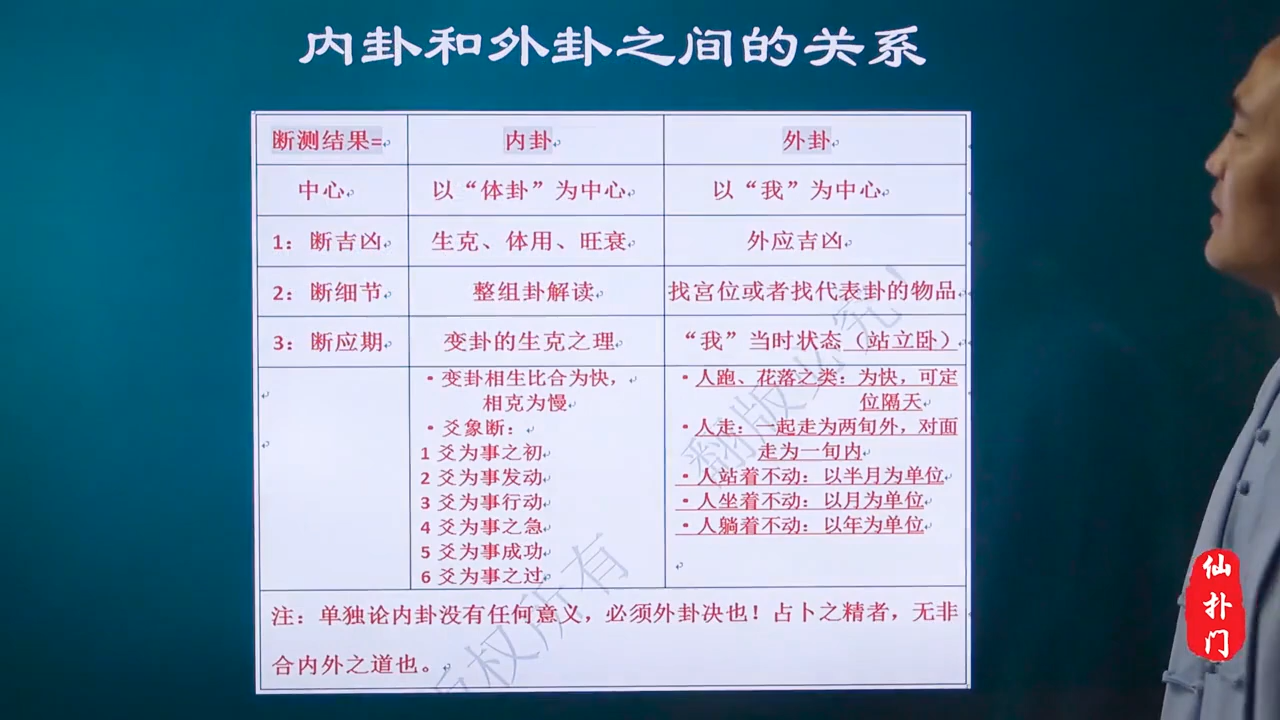 内卦和外卦之间的关系
断测结果= 内卦 外卦
中心 以“体卦”为中心 以“我”为中心
1：断吉凶 生克、体用、旺衰 外应吉凶
2：断细节 整组卦解读 找宫位或者找代表卦的物品
3：断应期 变卦的生克之理 “我”当时状态（站立卧）
•变卦相生比合为快，
相克为慢
•爻象断：
1 爻为事之初
2 爻为事发动
3 爻为事行动
4 爻为事之急
5 爻为事成功
6 爻为事之过
•人跑、花落之类：为快，可定
位隔天
•人走：一起走为两旬外，对面
走为一旬内
•人站着不动：以半月为单位
•人坐着不动：以月为单位
•人躺着不动：以年为单位
注：单独论内卦没有任何意义，必须外卦决也！占卜之精者，无非
合内外之道也。
版权所有
翻版必究！
仙
扑
门